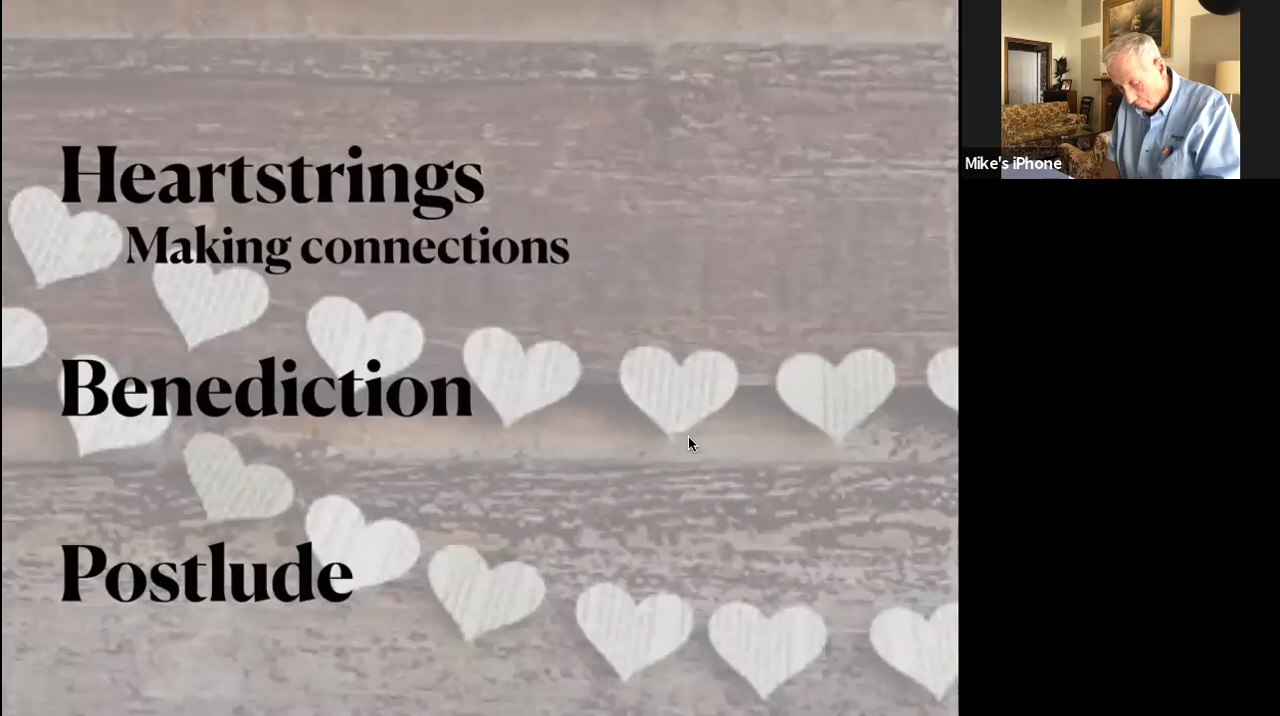 Heartstrings
Making connections
Benediction
Postlude
Mike's iPhone